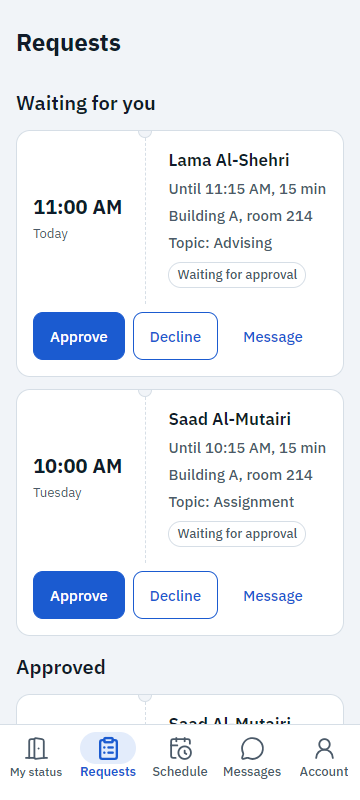 Requests
Waiting for you
11:00 AM
Today
Lama Al-Shehri
Until 11:15 AM, 15 min
Building A, room 214
Topic: Advising
Waiting for approval
Approve
Decline
Message
10:00 AM
Tuesday
Saad Al-Mutairi
Until 10:15 AM, 15 min
Building A, room 214
Topic: Assignment
Waiting for approval
Approve
Decline
Message
Approved
Saad Al-Mutairi
My status
Requests
Schedule
Messages
Account